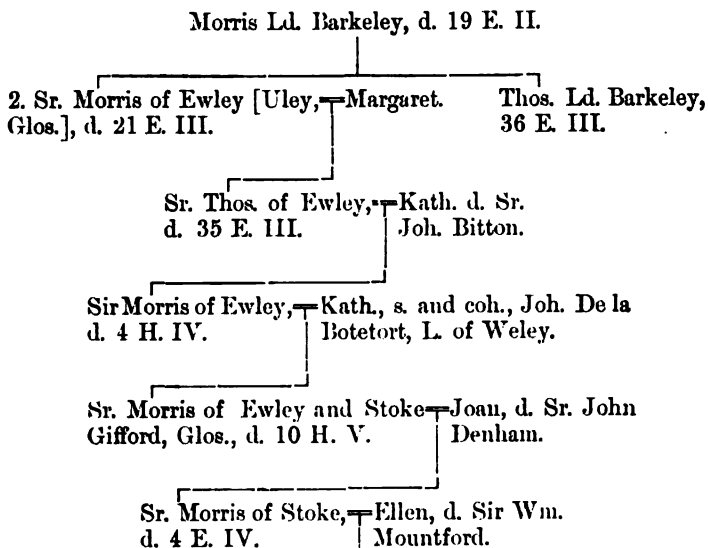 Morris Ld. Barkeley, d. 19 E. II.
2. Sr. Morris of Ewley [Uley, Margaret. Thos. Ld. Barkeley,
Glos.], d. 21 E. III. 36 E. III.
Sr. Thos. of Ewley, Kath. d. Sr.
d. 35 E. III. Joh. Bitton.
Sir Morris of Ewley, Kath., s. and coh., Joh. De la
d. 4 H. IV. Botetort, L. of Weley.
Sr. Morris of Ewley and Stoke Joan, d. Sr. John
Gifford, Glos., d. 10 H. V. Denham.
Sr. Morris of Stoke, Ellen, d. Sir Wm.
d. 4 E. IV. Mountford.